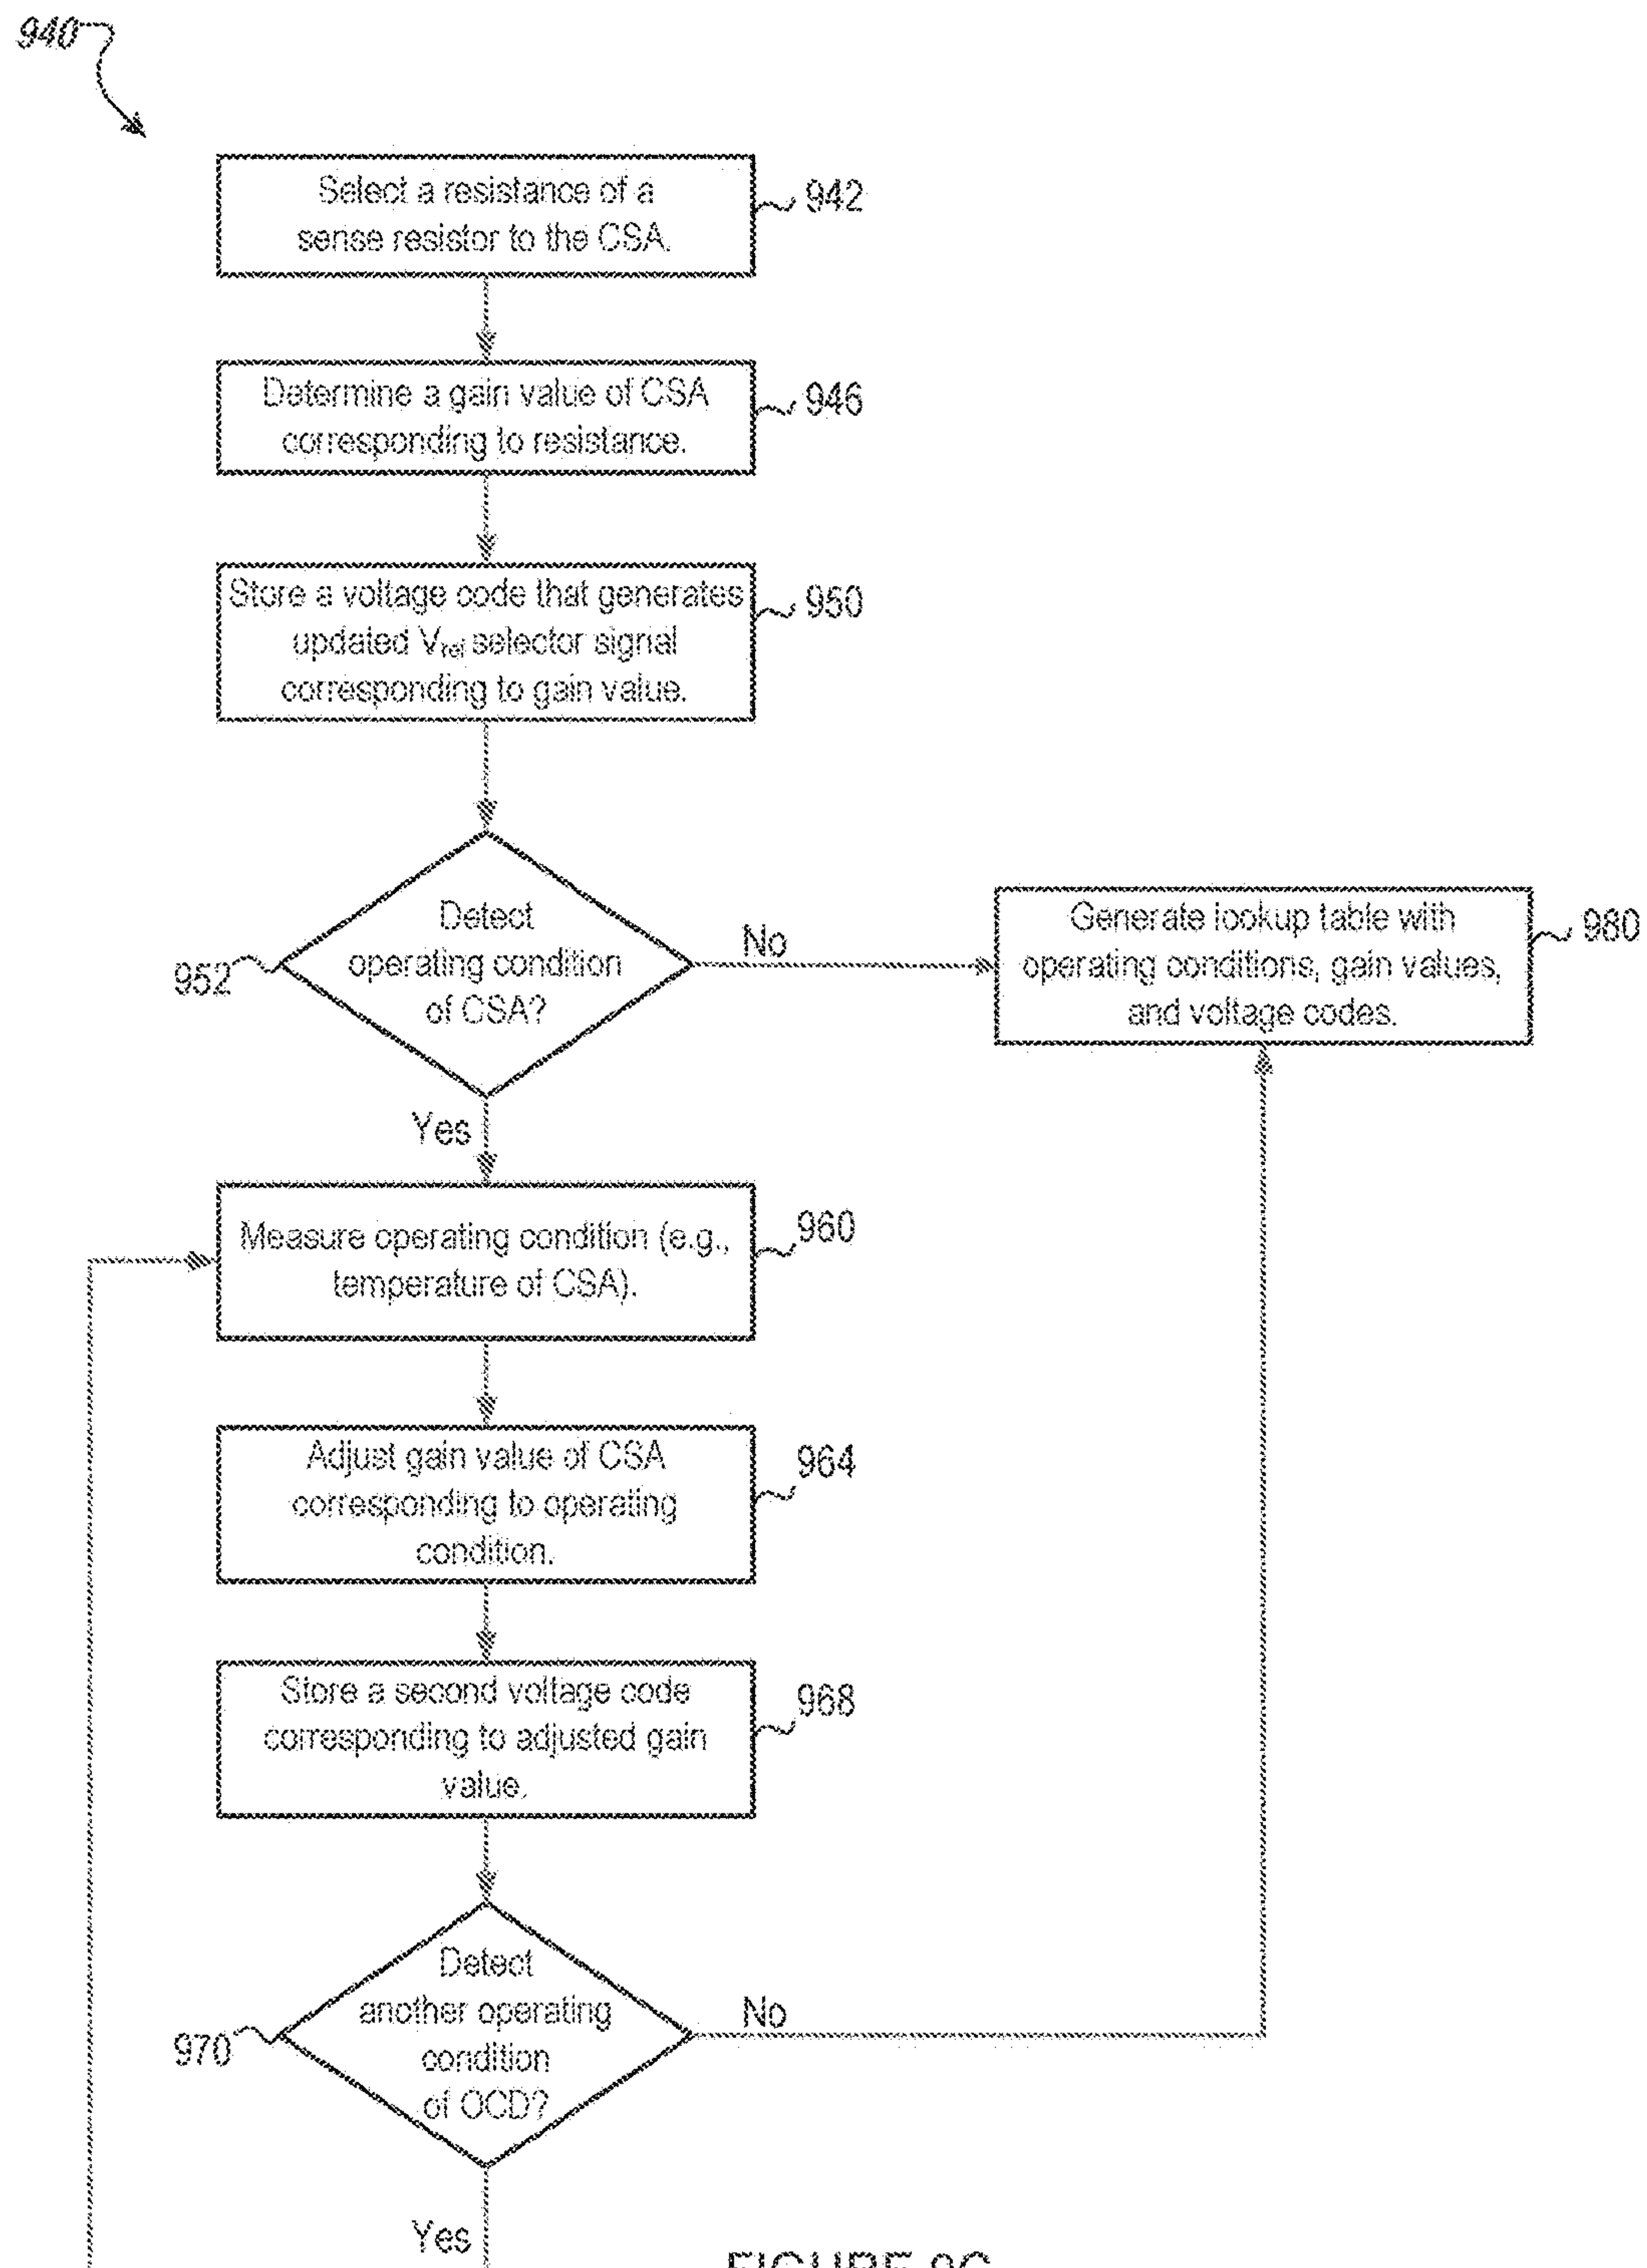 940
Select a resistance of a
sense resistor to the CSA.
942
Determine a gain value of CSA
corresponding to resistance.
946
Store a voltage code that generates
updated Vref selector signal
corresponding to gain value.
950
Detect
operating condition
of CSA?
952
No
Generate lookup table with
operating conditions, gain values,
and voltage codes.
980
Yes
Measure operating condition (e.g.,
temperature of CSA).
960
Adjust gain value of CSA
corresponding to operating
condition.
964
Store a second voltage code
corresponding to adjusted gain
value.
968
Detect
another operating
condition
of OCD?
970
No
Yes
FIGURE 9C